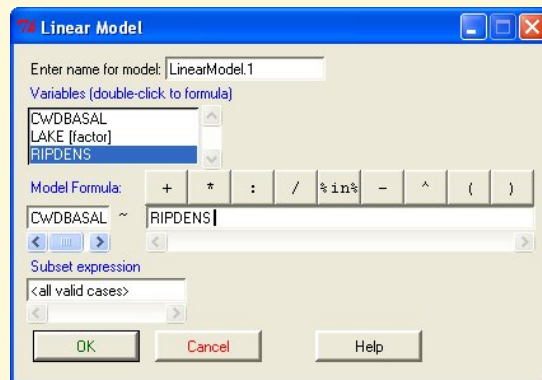 Linear Model
Enter name for model: LinearModel.1
Variables (double-click to formula)
CWDBASAL
LAKE [factor]
RIPDENS
Model Formula: + * : / %in% - ^ ( )
CWDBASAL ~ RIPDENS
Subset expression
<all valid cases>
OK Cancel Help